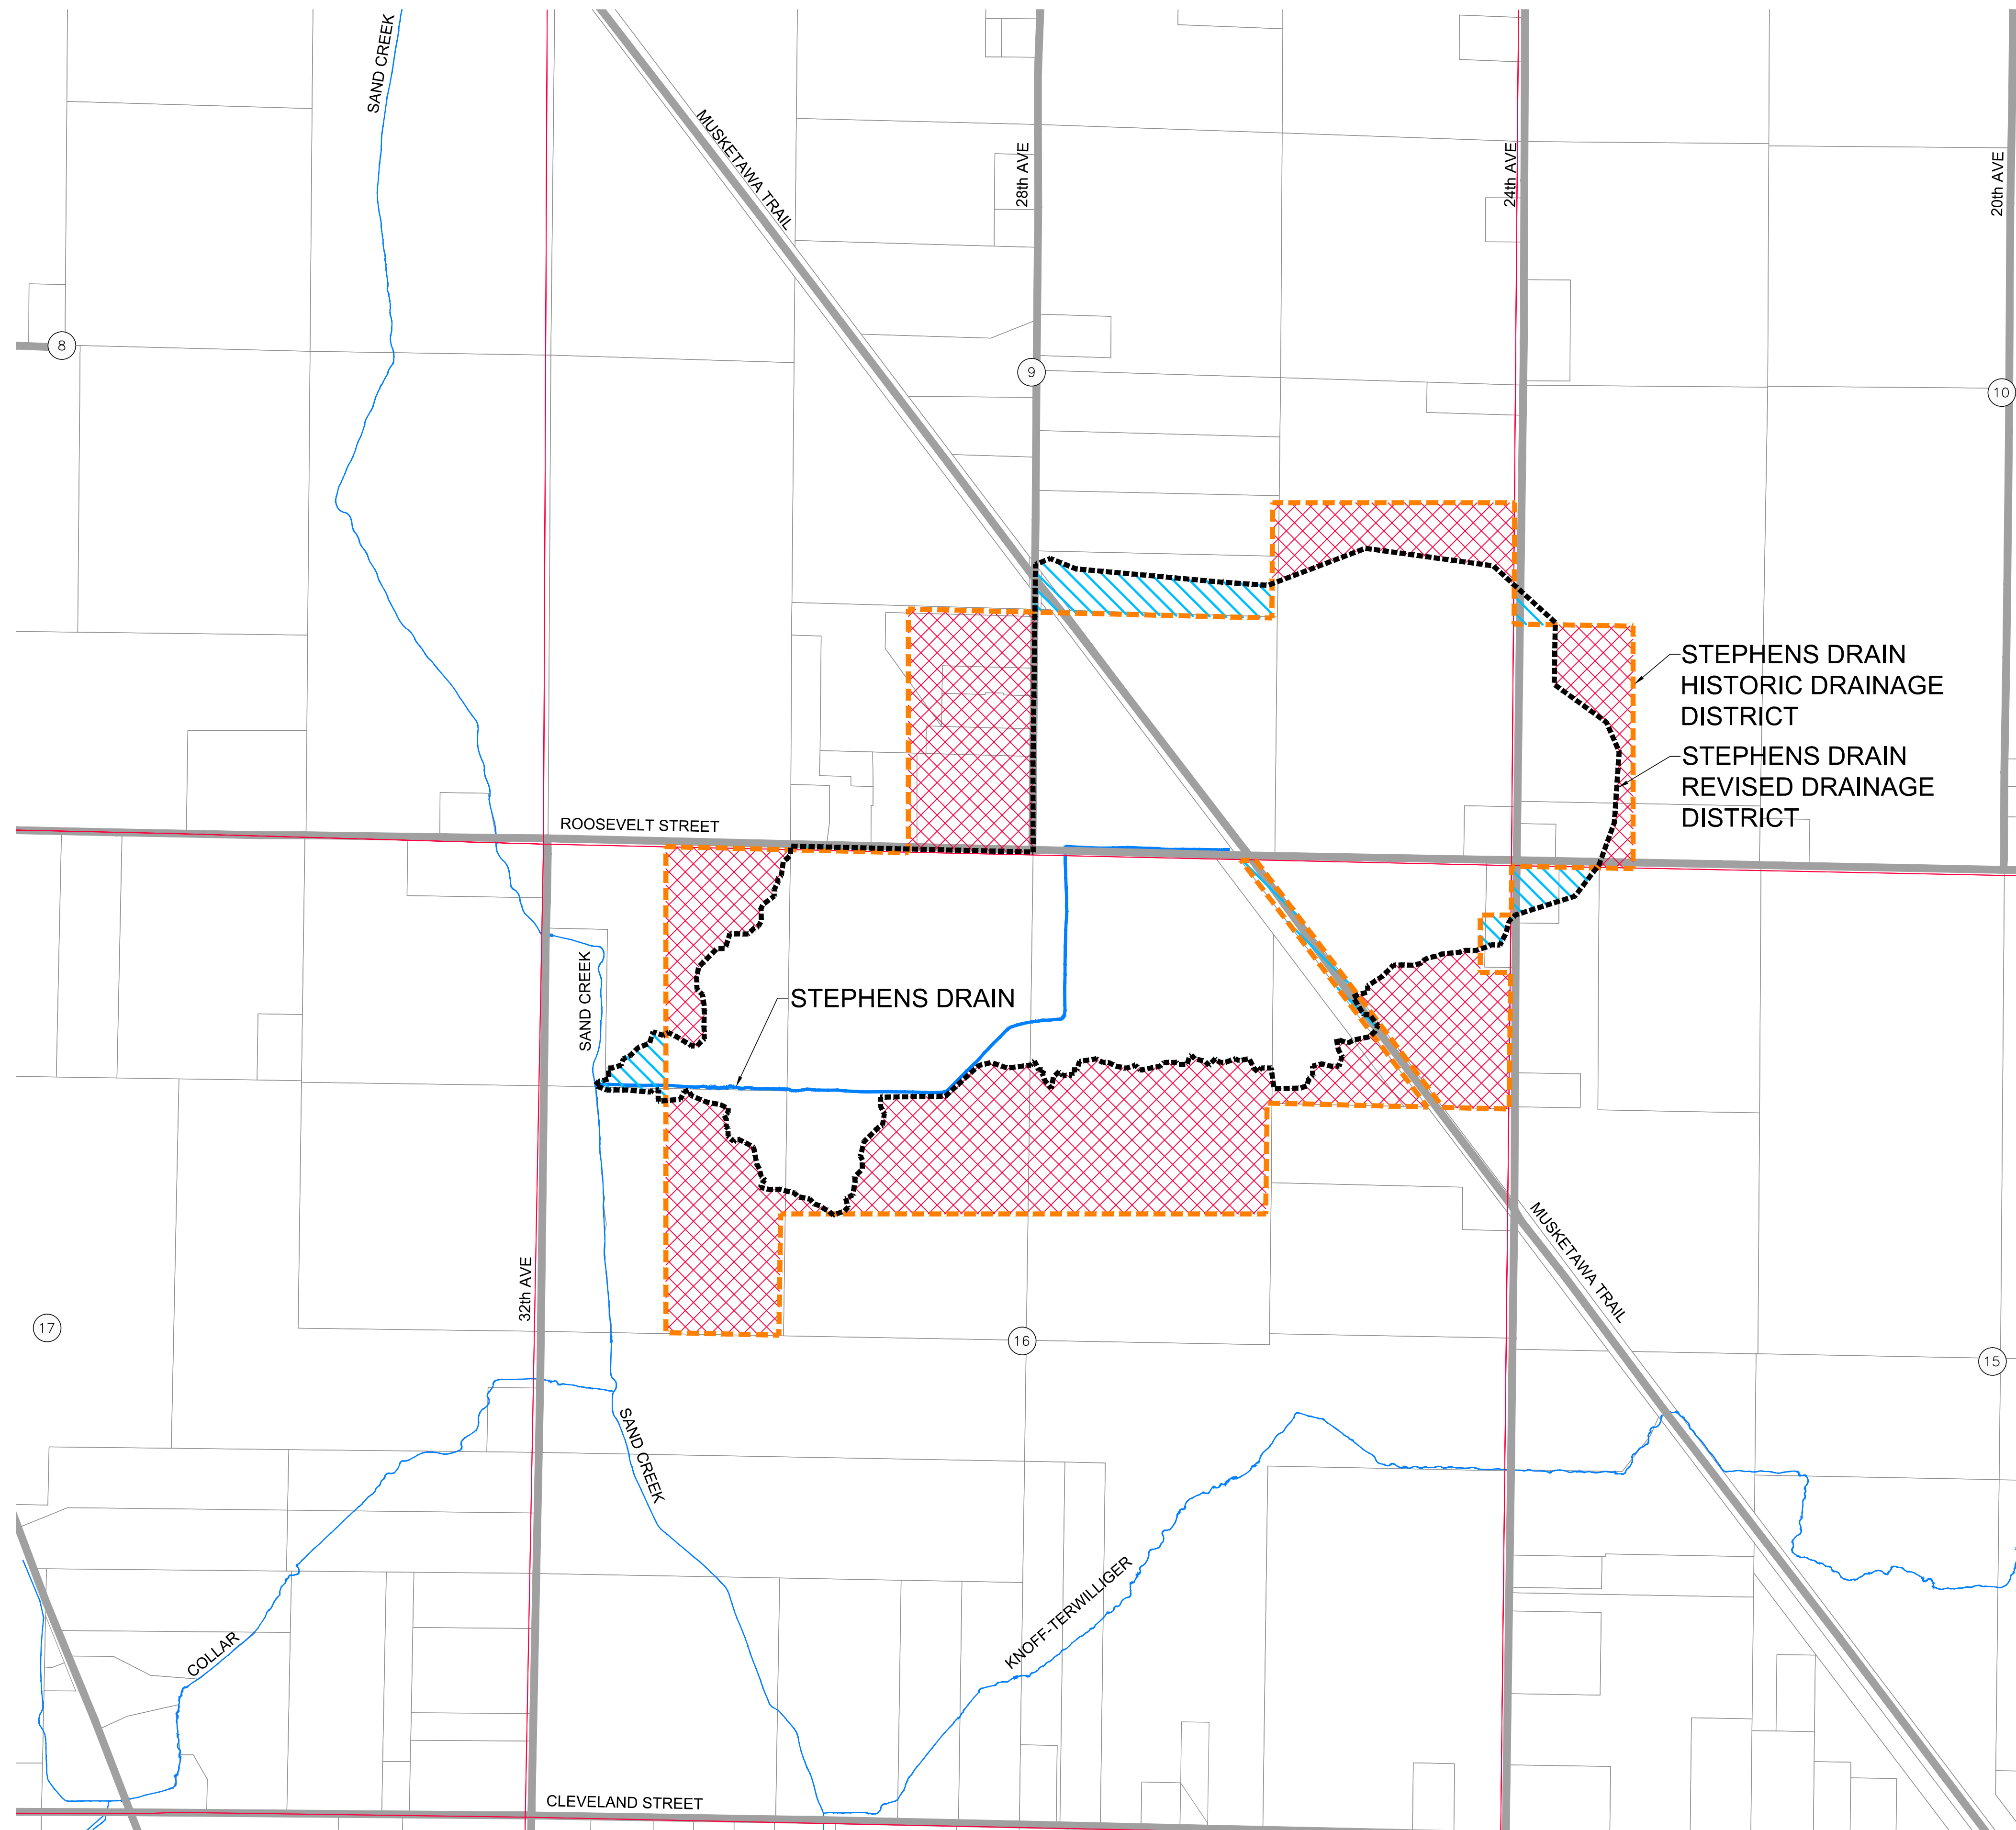 SAND CREEK
MUSKETAWA TRAIL
28th AVE
24th AVE
20th AVE
8
9
10
STEPHENS DRAIN
HISTORIC DRAINAGE
DISTRICT
STEPHENS DRAIN
REVISED DRAINAGE
DISTRICT
ROOSEVELT STREET
SAND CREEK
STEPHENS DRAIN
32th AVE
MUSKETAWA TRAIL
17
16
15
SAND CREEK
KNOFF-TERWILLIGER
COLLAR
CLEVELAND STREET